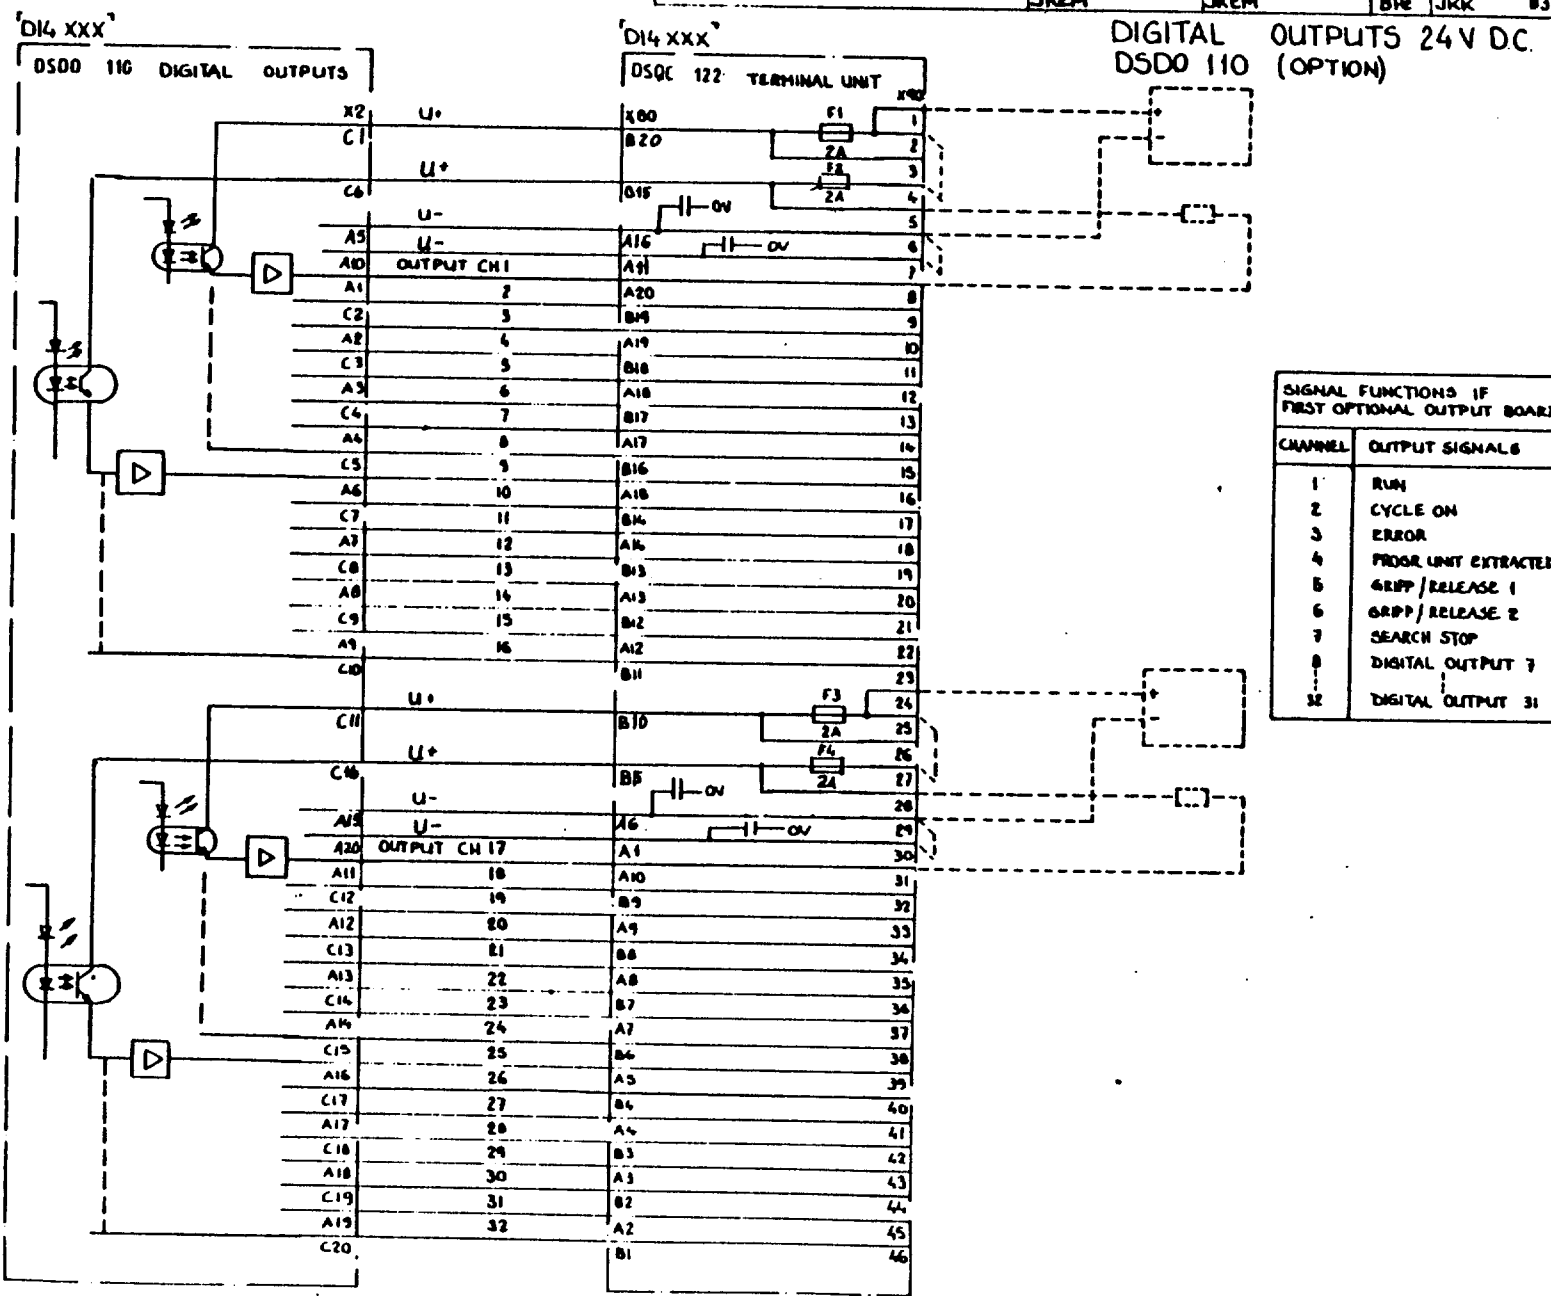 JKEM JKEM BRE JKK
"DI4 XXX"
DSDO 110 DIGITAL OUTPUTS
"DI4 XXX"
DSQC 122 TERMINAL UNIT
DIGITAL OUTPUTS 24V D.C.
DSDO 110 (OPTION)
X2 U+ X80 F1 X90 1
C1 B20 2A 2
U+ F2 3
C6 B15 2A 4
0V 5
U- 0V 6
A5 U- A16 7
A10 OUTPUT CH 1 A11 8
A1 2 A20 9
C2 3 B19 10
A2 4 A19 11
C3 5 B18 12
A3 6 A18 13
C4 7 B17 14
A4 8 A17 15
C5 9 B16 16
A6 10 A15 17
C7 11 B14 18
A7 12 A14 19
C8 13 B13 20
A8 14 A13 21
C9 15 B12 22
A9 16 A12 23
C10 B11
U+ F3 24
C11 B10 2A 25
U+ F4 26
C16 B5 2A 27
0V 28
U- 0V 29
A15 U- A6 30
A20 OUTPUT CH 17 A1 31
A11 18 A10 32
C12 19 B9 33
A12 20 A9 34
C13 21 B8 35
A13 22 A8 36
C14 23 B7 37
A14 24 A7 38
C15 25 B6 39
A16 26 A5 40
C17 27 B4 41
A17 28 A4 42
C18 29 B3 43
A18 30 A3 44
C19 31 B2 45
A19 32 A2 46
C20 B1
+
-
+
-
SIGNAL FUNCTIONS IF
FIRST OPTIONAL OUTPUT BOARD
CHANNEL OUTPUT SIGNALS
1 RUN
2 CYCLE ON
3 ERROR
4 PROGR UNIT EXTRACTED
5 GRIPP/RELEASE 1
6 GRIPP/RELEASE 2
7 SEARCH STOP
8 DIGITAL OUTPUT 7
32 DIGITAL OUTPUT 31